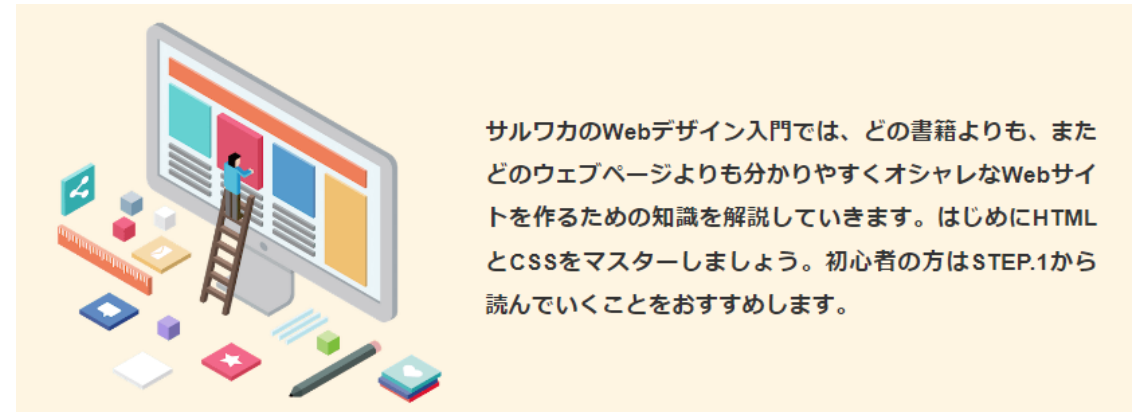 サルワカのWebデザイン入門では、どの書籍よりも、また
どのウェブページよりも分かりやすくオシャレなWebサイ
トを作るための知識を解説していきます。はじめにHTML
とCSSをマスターしましょう。初心者の方はSTEP.1から
読んでいくことをおすすめします。